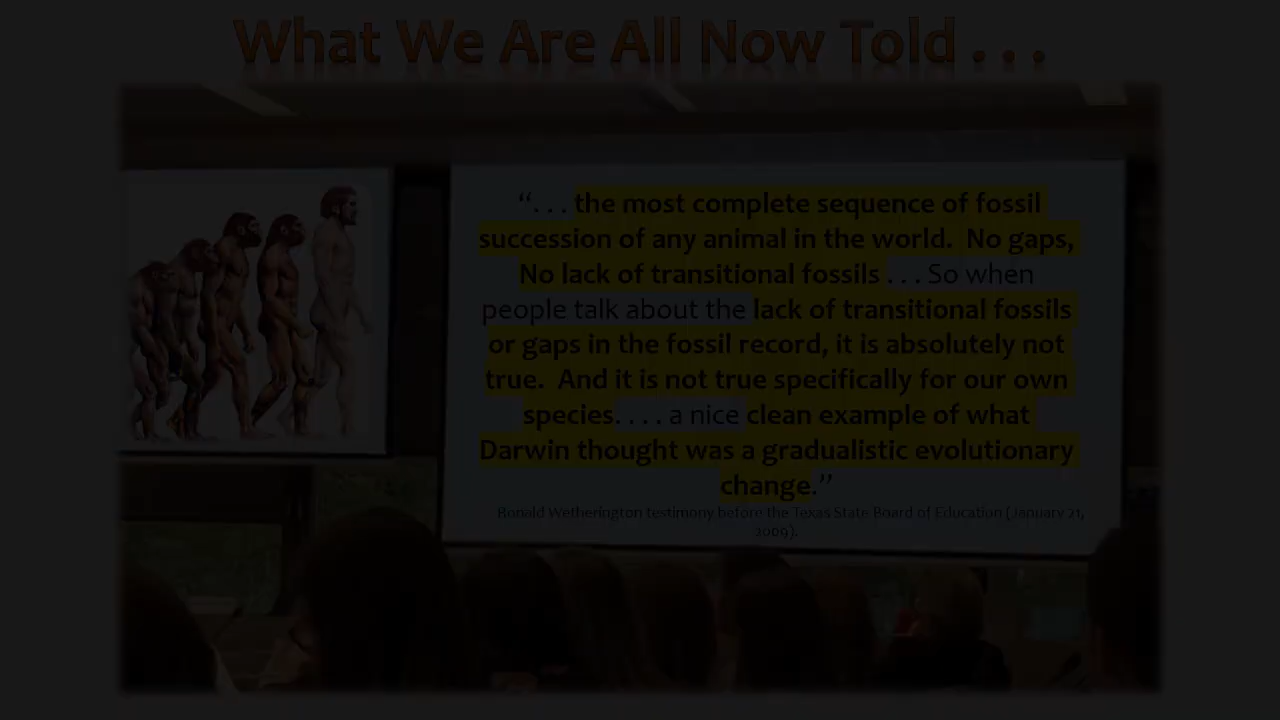 What We Are All Now Told . . .
“. . . the most complete sequence of fossil
succession of any animal in the world.  No gaps,
No lack of transitional fossils . . . So when
people talk about the lack of transitional fossils
or gaps in the fossil record, it is absolutely not
true.  And it is not true specifically for our own
species. . . . a nice clean example of what
Darwin thought was a gradualistic evolutionary
change.”
Ronald Wetherington testimony before the Texas State Board of Education (January 21,
2009).